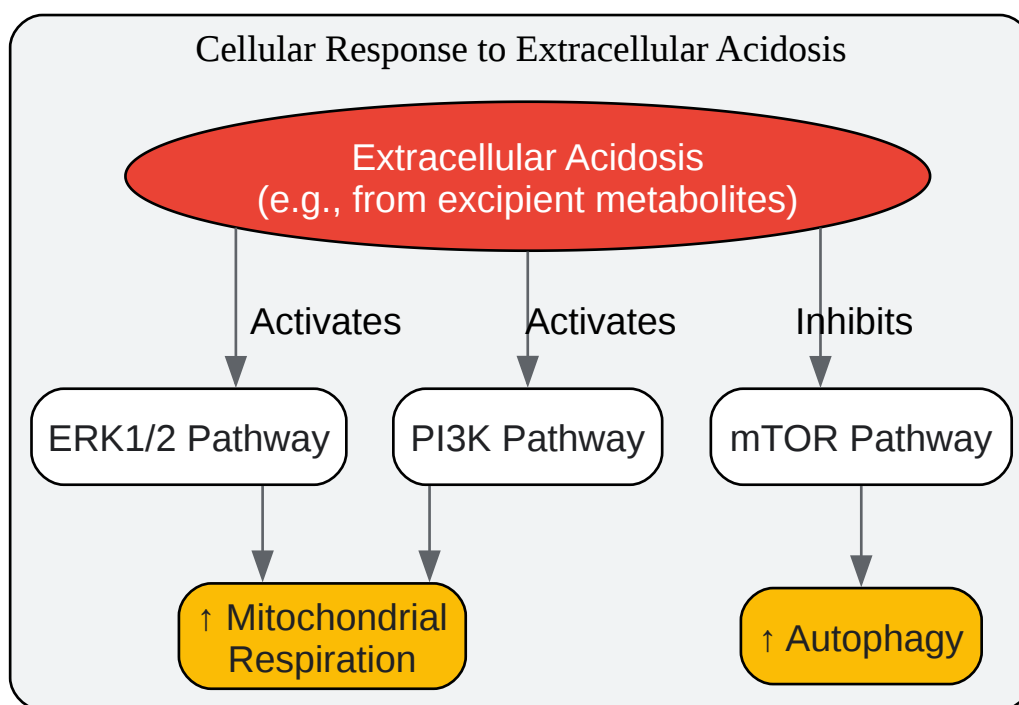 Cellular Response to Extracellular Acidosis
Extracellular Acidosis
(e.g., from excipient metabolites)
Activates
Activates
Inhibits
ERK1/2 Pathway
PI3K Pathway
mTOR Pathway
↑ Mitochondrial
Respiration
↑ Autophagy